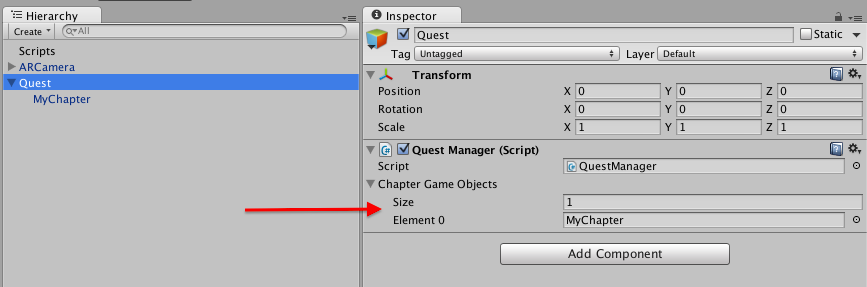 Hierarchy
Create
All
Scripts
ARCamera
Quest
MyChapter
Inspector
Quest
Static
Tag Untagged Layer Default
Transform
Position X 0 Y 0 Z 0
Rotation X 0 Y 0 Z 0
Scale X 1 Y 1 Z 1
Quest Manager (Script)
Script QuestManager
Chapter Game Objects
Size 1
Element 0 MyChapter
Add Component